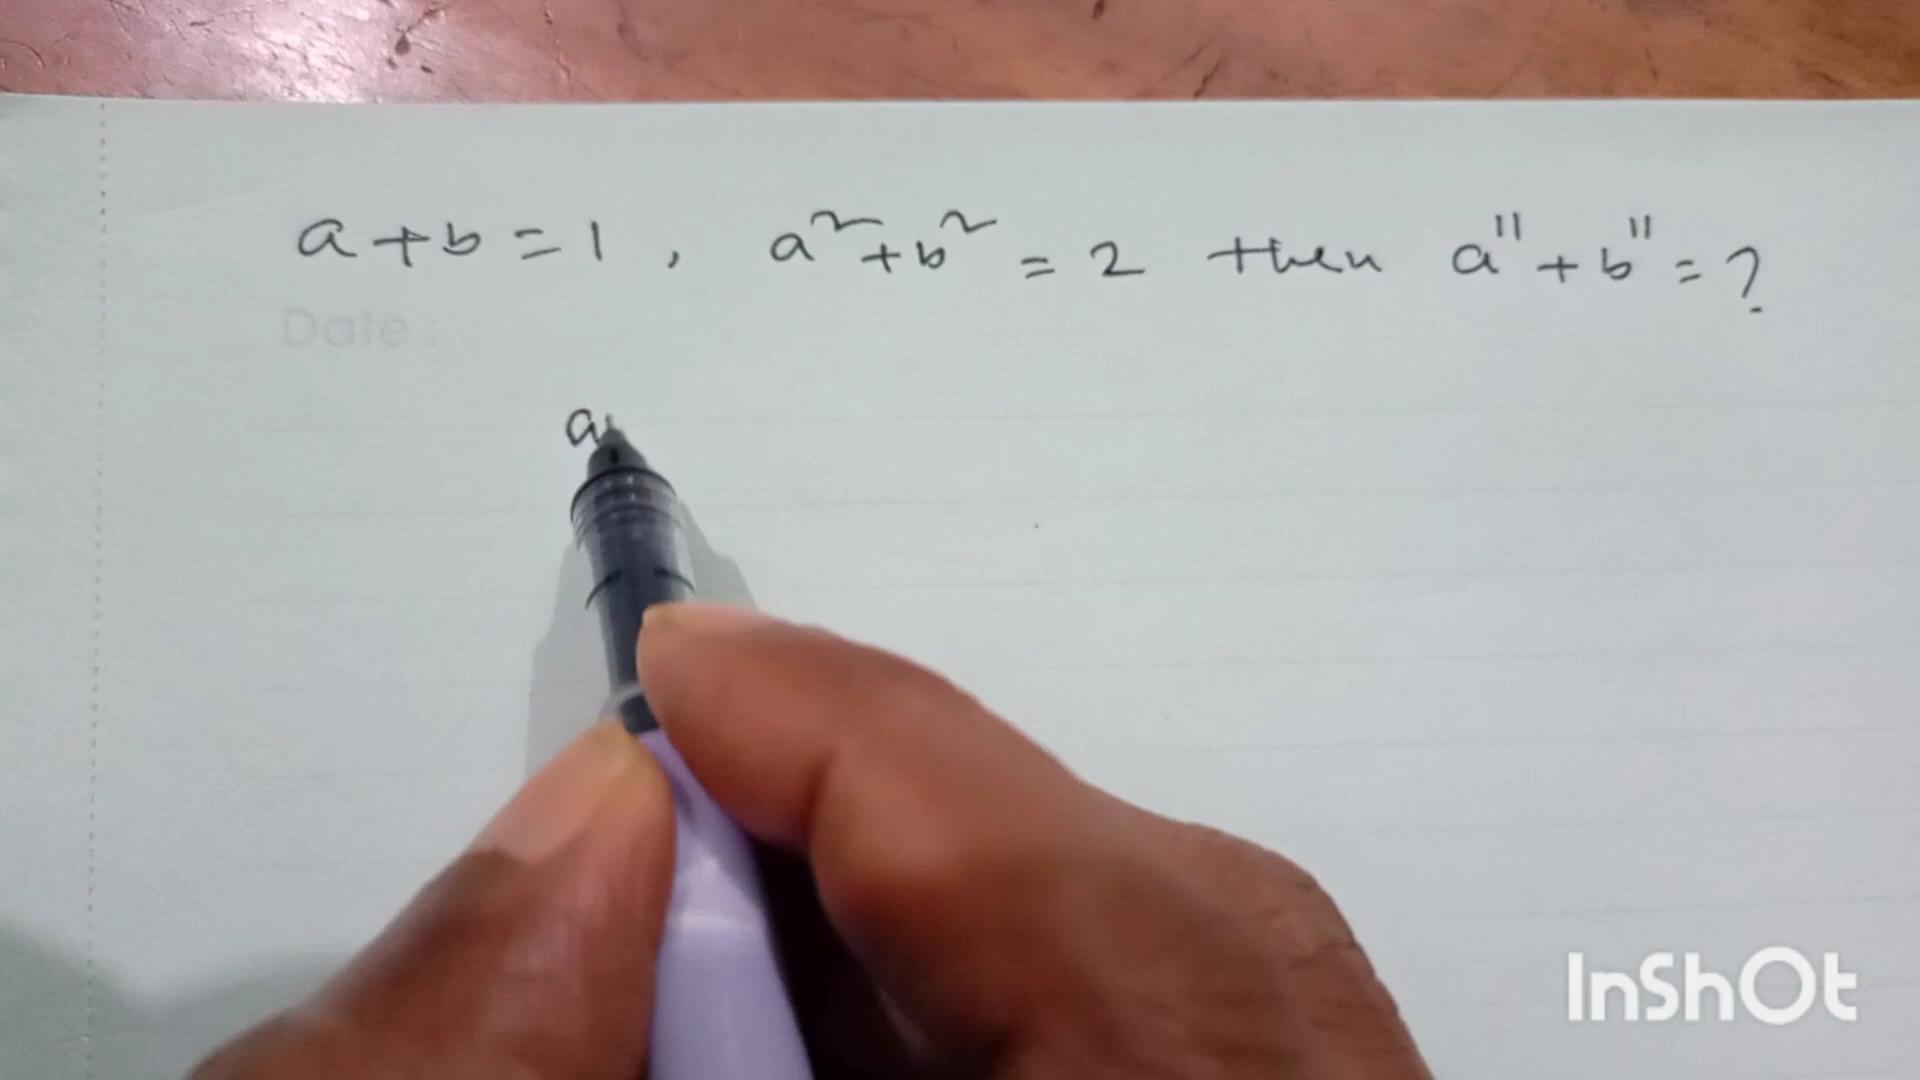 a+b=1, a²+b²=2 then a¹¹+b¹¹=?
Date:
a
InShOt